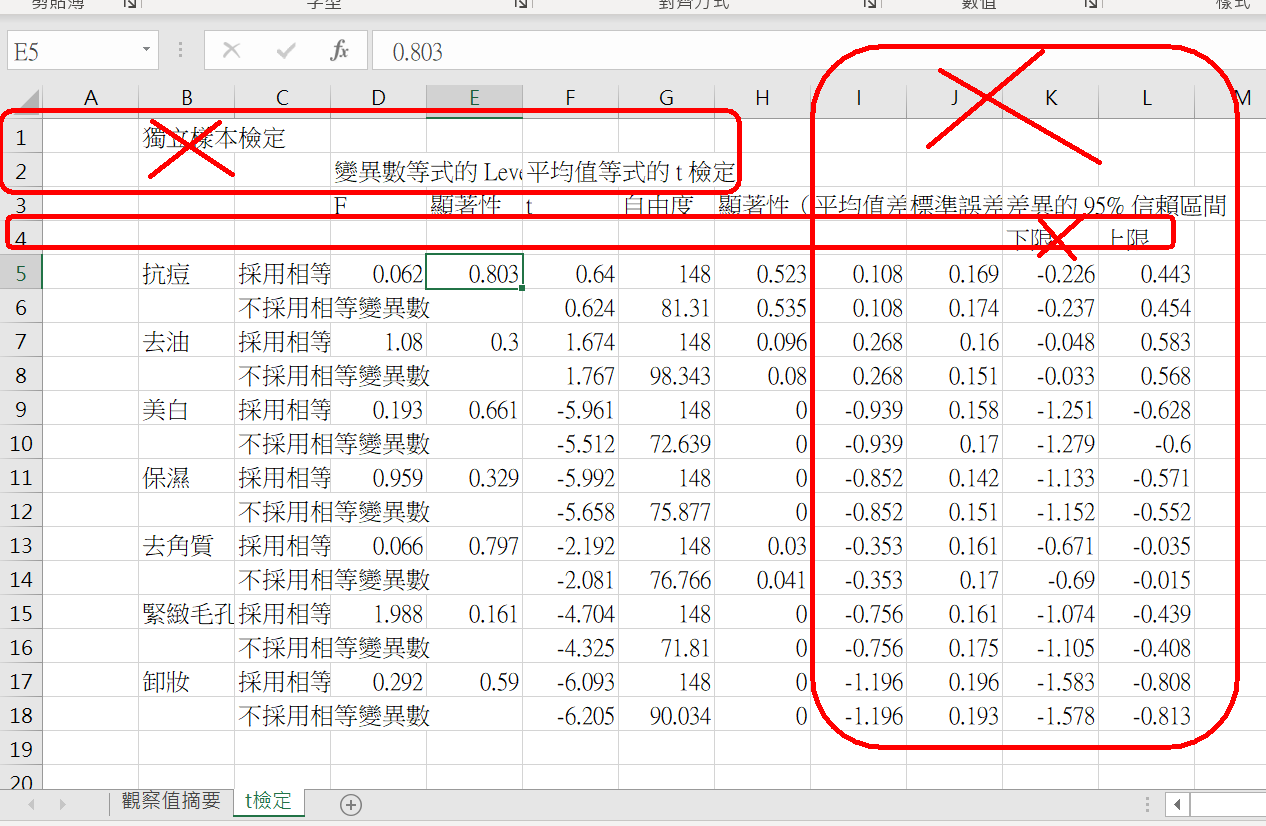 剪貼簿 字型 對齊方式 數值 樣式
E5 fx 0.803
A B C D E F G H I J K L M
1 獨立樣本檢定
2 變異數等式的 Leve 平均值等式的 t 檢定
3 F 顯著性 t 自由度 顯著性（ 平均值差 標準誤差 差異的 95% 信賴區間
4 下限 上限
5 抗痘 採用相等 0.062 0.803 0.64 148 0.523 0.108 0.169 -0.226 0.443
6 不採用相等變異數 0.624 81.31 0.535 0.108 0.174 -0.237 0.454
7 去油 採用相等 1.08 0.3 1.674 148 0.096 0.268 0.16 -0.048 0.583
8 不採用相等變異數 1.767 98.343 0.08 0.268 0.151 -0.033 0.568
9 美白 採用相等 0.193 0.661 -5.961 148 0 -0.939 0.158 -1.251 -0.628
10 不採用相等變異數 -5.512 72.639 0 -0.939 0.17 -1.279 -0.6
11 保濕 採用相等 0.959 0.329 -5.992 148 0 -0.852 0.142 -1.133 -0.571
12 不採用相等變異數 -5.658 75.877 0 -0.852 0.151 -1.152 -0.552
13 去角質 採用相等 0.066 0.797 -2.192 148 0.03 -0.353 0.161 -0.671 -0.035
14 不採用相等變異數 -2.081 76.766 0.041 -0.353 0.17 -0.69 -0.015
15 緊緻毛孔 採用相等 1.988 0.161 -4.704 148 0 -0.756 0.161 -1.074 -0.439
16 不採用相等變異數 -4.325 71.81 0 -0.756 0.175 -1.105 -0.408
17 卸妝 採用相等 0.292 0.59 -6.093 148 0 -1.196 0.196 -1.583 -0.808
18 不採用相等變異數 -6.205 90.034 0 -1.196 0.193 -1.578 -0.813
19
20
觀察值摘要 t檢定